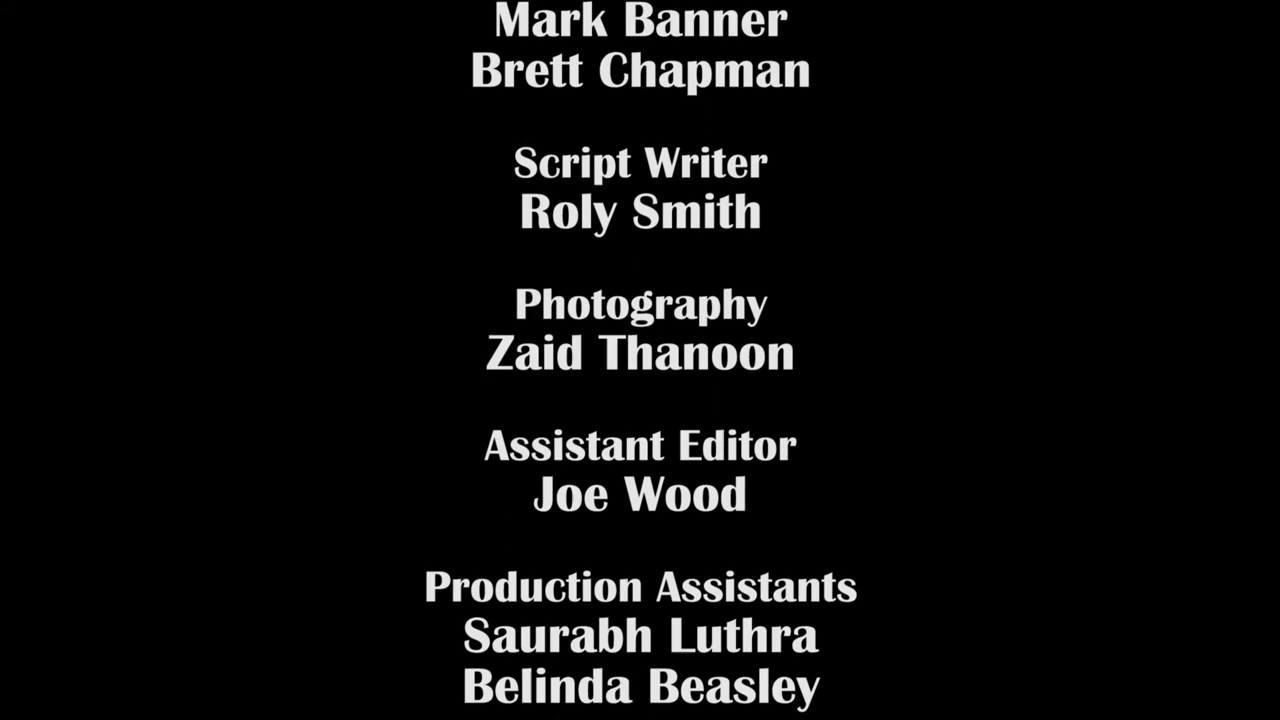 Mark Banner
Brett Chapman
Script Writer
Roly Smith
Photography
Zaid Thanoon
Assistant Editor
Joe Wood
Production Assistants
Saurabh Luthra
Belinda Beasley